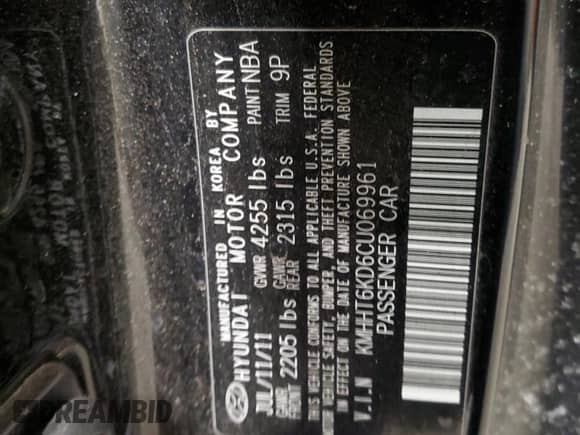 MANUFACTURED IN KOREA BY
HYUNDAI MOTOR COMPANY
JUL/11/11 GVWR 4255 lbs PAINT NBA
GAWR FRONT 2205 lbs GAWR REAR 2315 lbs TRIM 9P
THIS VEHICLE CONFORMS TO ALL APPLICABLE U.S.A. FEDERAL
MOTOR VEHICLE SAFETY, BUMPER, AND THEFT PREVENTION STANDARDS
IN EFFECT ON THE DATE OF MANUFACTURE SHOWN ABOVE
V.I.N KMHHT6KD6CU069961
PASSENGER CAR
DREAMBID